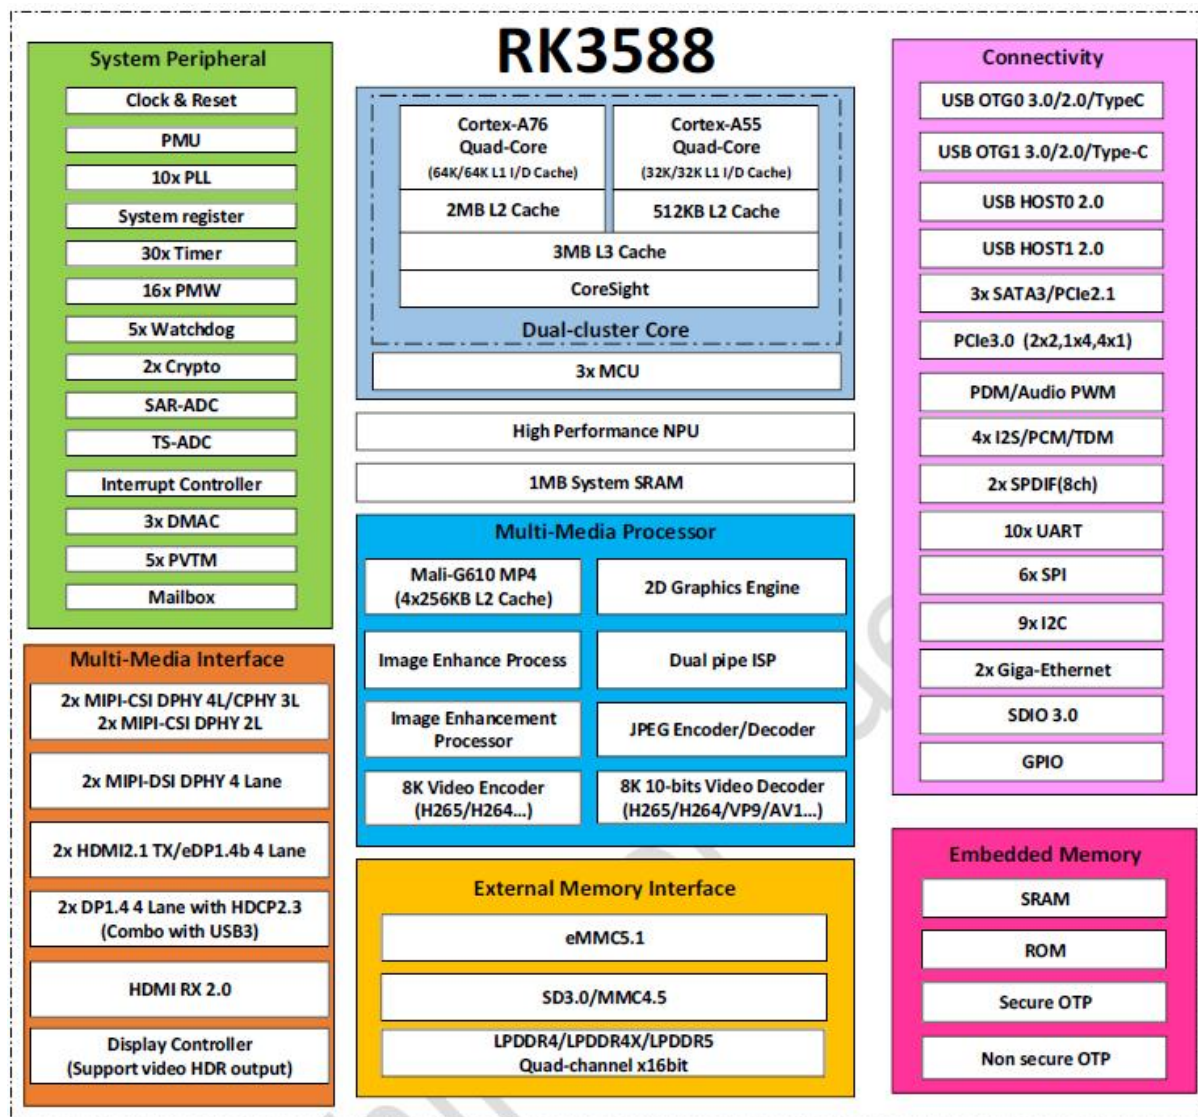 RK3588
System Peripheral
Clock & Reset
PMU
10x PLL
System register
30x Timer
16x PMW
5x Watchdog
2x Crypto
SAR-ADC
TS-ADC
Interrupt Controller
3x DMAC
5x PVTM
Mailbox
Multi-Media Interface
2x MIPI-CSI DPHY 4L/CPHY 3L
2x MIPI-CSI DPHY 2L
2x MIPI-DSI DPHY 4 Lane
2x HDMI2.1 TX/eDP1.4b 4 Lane
2x DP1.4 4 Lane with HDCP2.3
(Combo with USB3)
HDMI RX 2.0
Display Controller
(Support video HDR output)
Cortex-A76
Quad-Core
(64K/64K L1 I/D Cache)
2MB L2 Cache
Cortex-A55
Quad-Core
(32K/32K L1 I/D Cache)
512KB L2 Cache
3MB L3 Cache
CoreSight
Dual-cluster Core
3x MCU
High Performance NPU
1MB System SRAM
Multi-Media Processor
Mali-G610 MP4
(4x256KB L2 Cache)
2D Graphics Engine
Image Enhance Process
Dual pipe ISP
Image Enhancement
Processor
JPEG Encoder/Decoder
8K Video Encoder
(H265/H264...)
8K 10-bits Video Decoder
(H265/H264/VP9/AV1...)
External Memory Interface
eMMC5.1
SD3.0/MMC4.5
LPDDR4/LPDDR4X/LPDDR5
Quad-channel x16bit
Connectivity
USB OTG0 3.0/2.0/TypeC
USB OTG1 3.0/2.0/Type-C
USB HOST0 2.0
USB HOST1 2.0
3x SATA3/PCIe2.1
PCIe3.0 (2x2,1x4,4x1)
PDM/Audio PWM
4x I2S/PCM/TDM
2x SPDIF(8ch)
10x UART
6x SPI
9x I2C
2x Giga-Ethernet
SDIO 3.0
GPIO
Embedded Memory
SRAM
ROM
Secure OTP
Non secure OTP